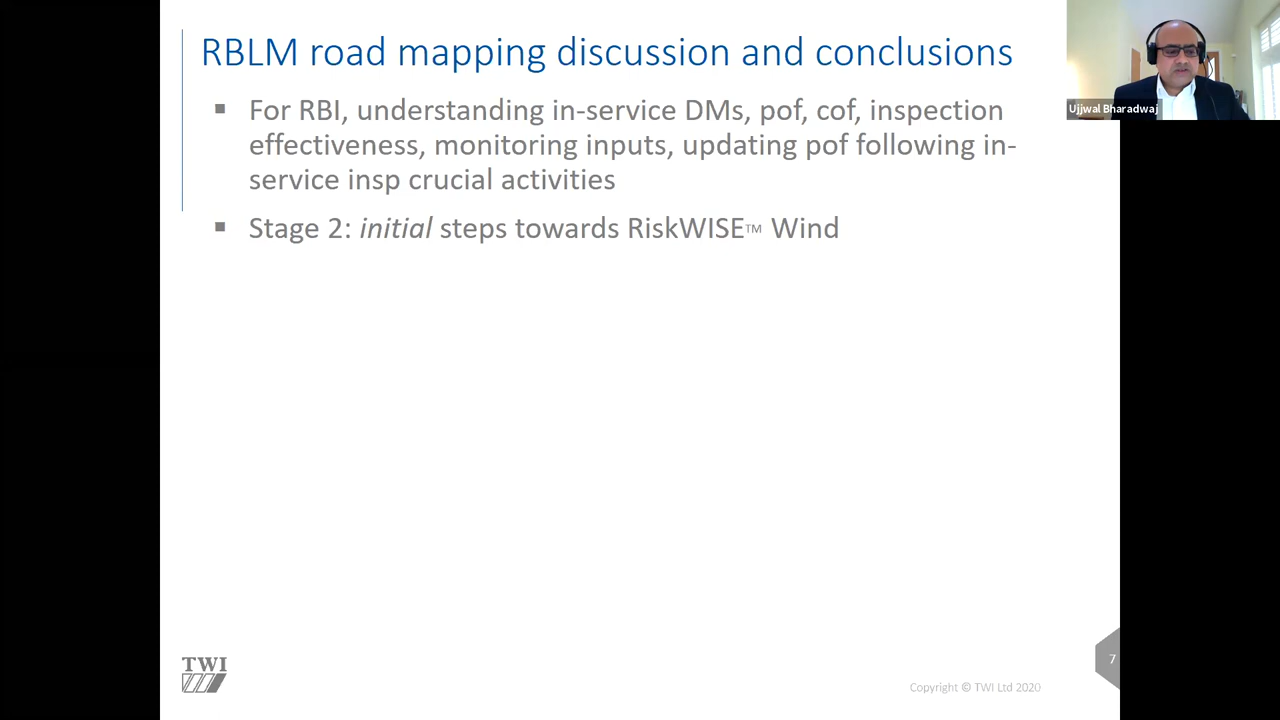 RBLM road mapping discussion and conclusions
Ujjwal Bharadwaj
▪ For RBI, understanding in-service DMs, pof, cof, inspection
effectiveness, monitoring inputs, updating pof following in-
service insp crucial activities
▪ Stage 2: initial steps towards RiskWISE™ Wind
TWI
Copyright © TWI Ltd 2020
7